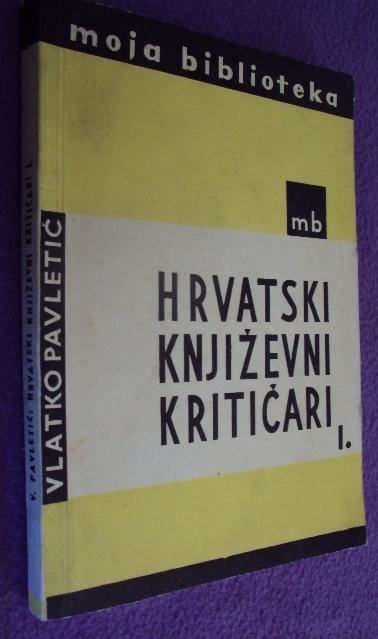 moja biblioteka
mb
HRVATSKI
KNJIŽEVNI
KRITIČARI
I.
VLATKO PAVLETIĆ
V. PAVLETIĆ: HRVATSKI KNJIŽEVNI KRITIČARI I.